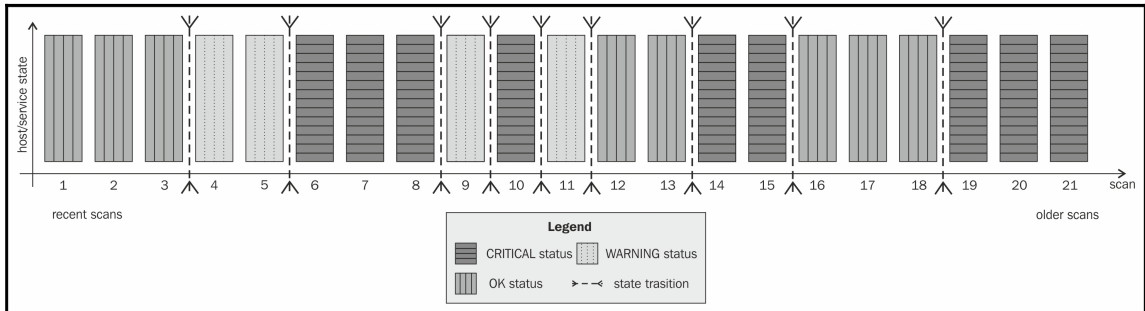 host/service state
1 2 3 4 5 6 7 8 9 10 11 12 13 14 15 16 17 18 19 20 21 scan
recent scans older scans
Legend
CRITICAL status WARNING status
OK status state trasition